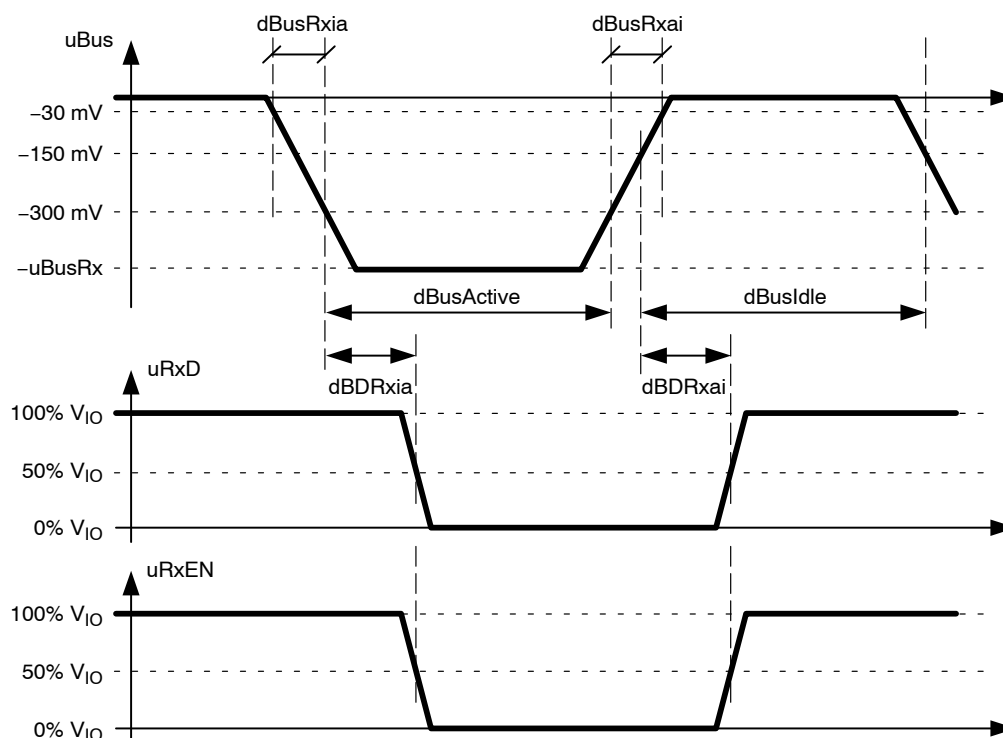 dBusRxia
dBusRxai
uBus
–30 mV
–150 mV
–300 mV
–uBusRx
dBusActive
dBusIdle
uRxD
dBDRxia
dBDRxai
100% VIO
50% VIO
0% VIO
uRxEN
100% VIO
50% VIO
0% VIO